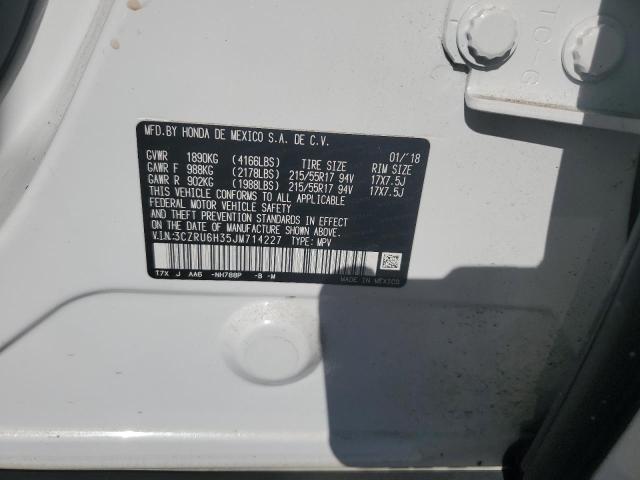 MFD.BY HONDA DE MEXICO S.A. DE C.V.
01/'18
GVWR 1890KG (4166LBS) TIRE SIZE RIM SIZE
GAWR F 988KG (2178LBS) 215/55R17 94V 17X7.5J
GAWR R 902KG (1988LBS) 215/55R17 94V 17X7.5J
THIS VEHICLE CONFORMS TO ALL APPLICABLE
FEDERAL MOTOR VEHICLE SAFETY
AND THEFT PREVENTION STANDARDS IN EFFECT
ON THE DATE OF MANUFACTURE
SHOWN ABOVE.
V.I.N.:3CZRU6H35JM714227 TYPE: MPV
T7X J AA6 -NH788P -B -M
MADE IN MEXICO